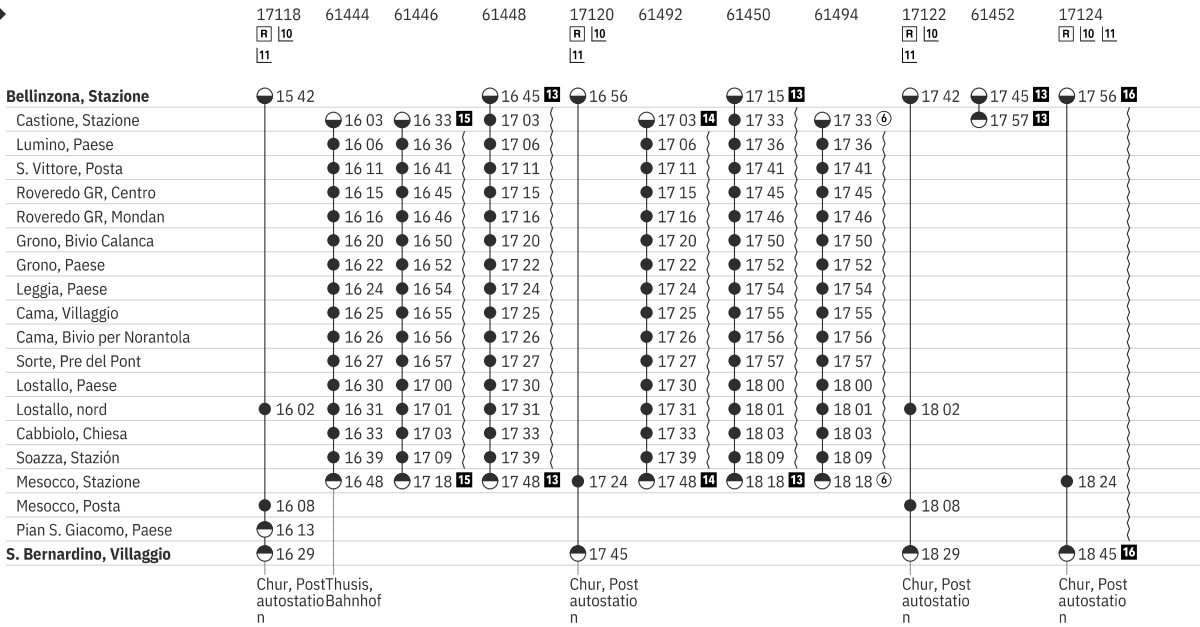 17118 61444 61446 61448 17120 61492 61450 61494 17122 61452 17124
R 10 R 10 R 10 R 10 11
11 11 11
Bellinzona, Stazione 15 42 16 45 13 16 56 17 15 13 17 42 17 45 13 17 56 16
Castione, Stazione 16 03 16 33 15 17 03 17 03 14 17 33 17 33 6 17 57 13
Lumino, Paese 16 06 16 36 17 06 17 06 17 36 17 36
S. Vittore, Posta 16 11 16 41 17 11 17 11 17 41 17 41
Roveredo GR, Centro 16 15 16 45 17 15 17 15 17 45 17 45
Roveredo GR, Mondan 16 16 16 46 17 16 17 16 17 46 17 46
Grono, Bivio Calanca 16 20 16 50 17 20 17 20 17 50 17 50
Grono, Paese 16 22 16 52 17 22 17 22 17 52 17 52
Leggia, Paese 16 24 16 54 17 24 17 24 17 54 17 54
Cama, Villaggio 16 25 16 55 17 25 17 25 17 55 17 55
Cama, Bivio per Norantola 16 26 16 56 17 26 17 26 17 56 17 56
Sorte, Pre del Pont 16 27 16 57 17 27 17 27 17 57 17 57
Lostallo, Paese 16 30 17 00 17 30 17 30 18 00 18 00
Lostallo, nord 16 02 16 31 17 01 17 31 17 31 18 01 18 01 18 02
Cabbiolo, Chiesa 16 33 17 03 17 33 17 33 18 03 18 03
Soazza, Stazión 16 39 17 09 17 39 17 39 18 09 18 09
Mesocco, Stazione 16 48 17 18 15 17 48 13 17 24 17 48 14 18 18 13 18 18 6 18 24
Mesocco, Posta 16 08 18 08
Pian S. Giacomo, Paese 16 13
S. Bernardino, Villaggio 16 29 17 45 18 29 18 45 16
Chur, Post Thusis, Chur, Post Chur, Post Chur, Post
autostatio Bahnhof autostatio autostatio autostatio
n n n n